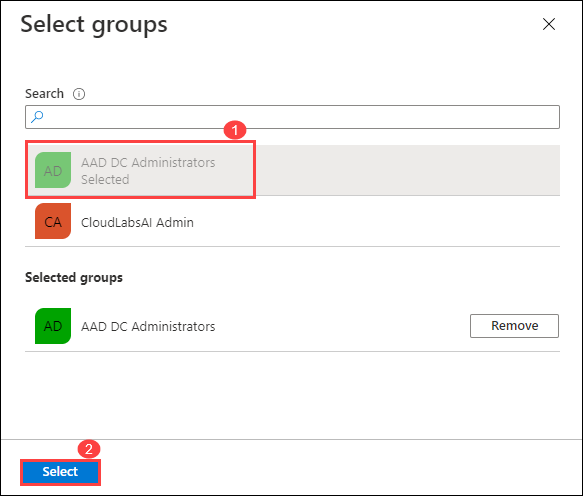 Select groups
Search
1
AD
AAD DC Administrators
Selected
CA
CloudLabsAI Admin
Selected groups
AD
AAD DC Administrators
Remove
2
Select